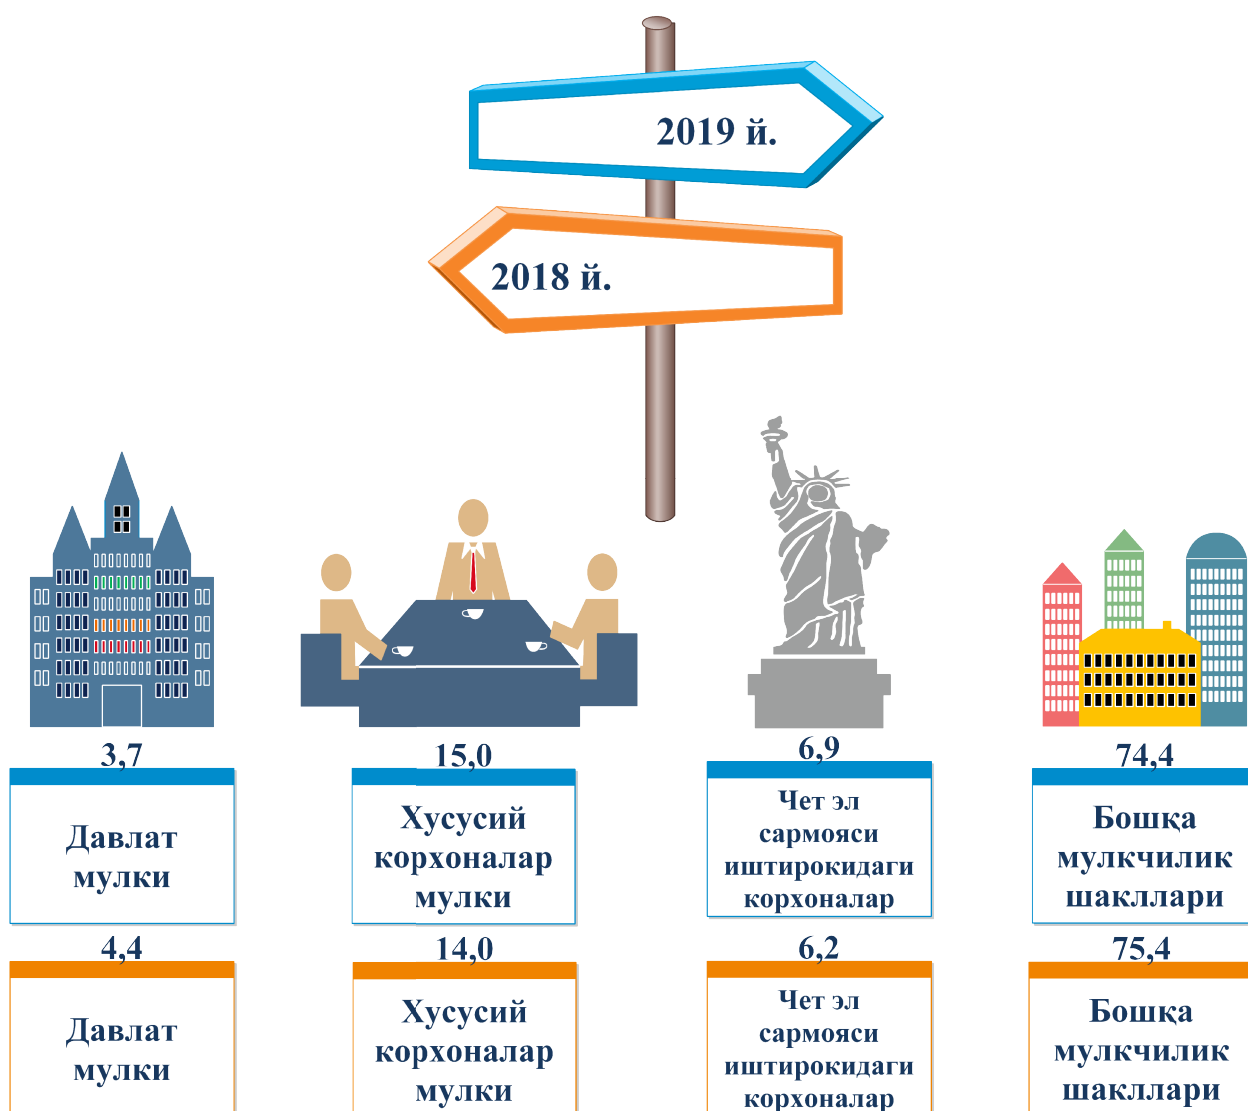 2019 й.
2018 й.
3,7
Давлат
мулки
15,0
Хусусий
корхоналар
мулки
6,9
Чет эл
сармояси
иштирокидаги
корхоналар
74,4
Бошқа
мулкчилик
шакллари
4,4
Давлат
мулки
14,0
Хусусий
корхоналар
мулки
6,2
Чет эл
сармояси
иштирокидаги
корхоналар
75,4
Бошқа
мулкчилик
шакллари